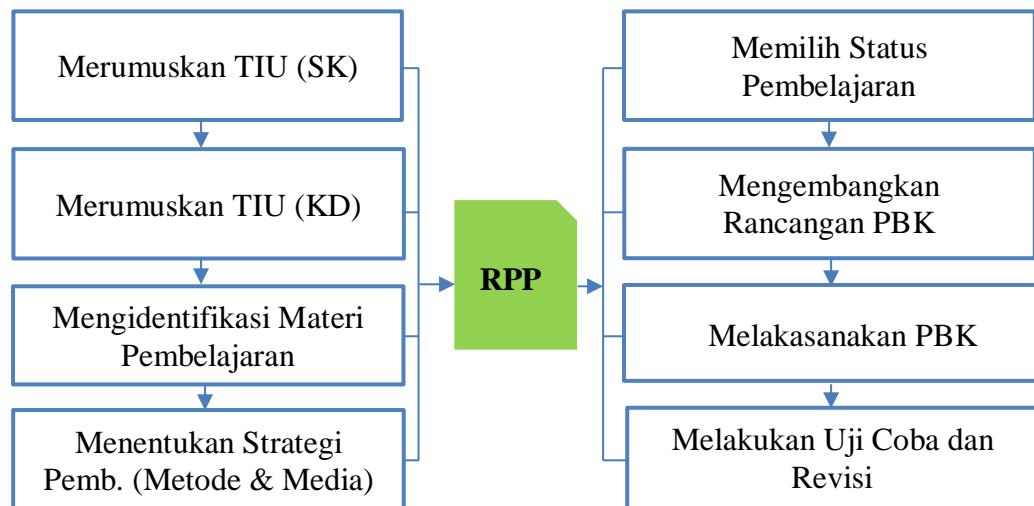 Merumuskan TIU (SK)
Merumuskan TIU (KD)
Mengidentifikasi Materi
Pembelajaran
Menentukan Strategi
Pemb. (Metode & Media)
RPP
Memilih Status
Pembelajaran
Mengembangkan
Rancangan PBK
Melakasanakan PBK
Melakukan Uji Coba dan
Revisi